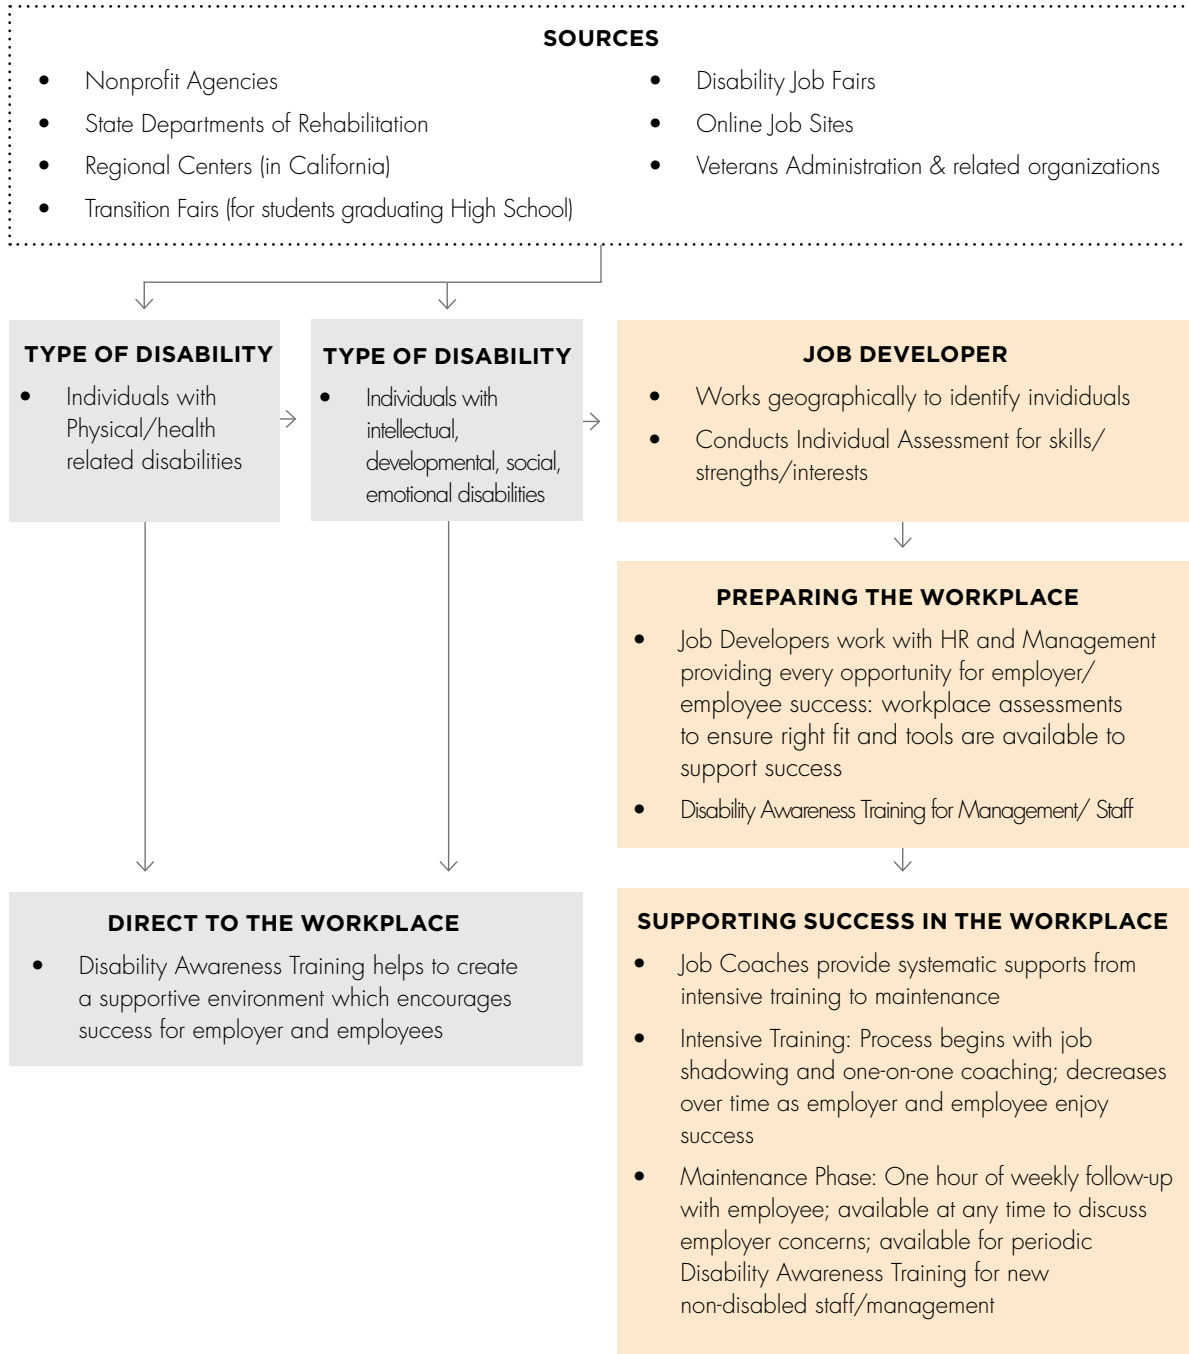 SOURCES
• Nonprofit Agencies
• State Departments of Rehabilitation
• Regional Centers (in California)
• Transition Fairs (for students graduating High School)
• Disability Job Fairs
• Online Job Sites
• Veterans Administration & related organizations
TYPE OF DISABILITY
• Individuals with
Physical/health
related disabilities
TYPE OF DISABILITY
• Individuals with
intellectual,
developmental, social,
emotional disabilities
JOB DEVELOPER
• Works geographically to identify invididuals
• Conducts Individual Assessment for skills/
strengths/interests
PREPARING THE WORKPLACE
• Job Developers work with HR and Management
providing every opportunity for employer/
employee success: workplace assessments
to ensure right fit and tools are available to
support success
• Disability Awareness Training for Management/ Staff
DIRECT TO THE WORKPLACE
• Disability Awareness Training helps to create
a supportive environment which encourages
success for employer and employees
SUPPORTING SUCCESS IN THE WORKPLACE
• Job Coaches provide systematic supports from
intensive training to maintenance
• Intensive Training: Process begins with job
shadowing and one-on-one coaching; decreases
over time as employer and employee enjoy
success
• Maintenance Phase: One hour of weekly follow-up
with employee; available at any time to discuss
employer concerns; available for periodic
Disability Awareness Training for new
non-disabled staff/management